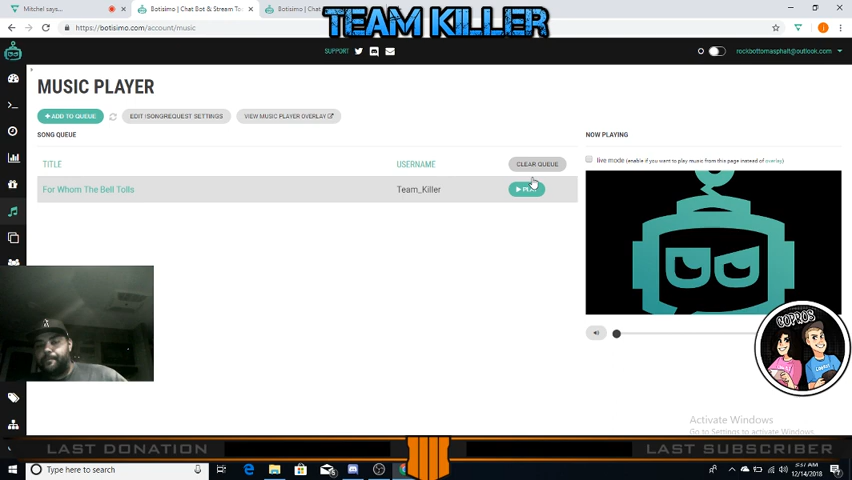 Mitchel says...
Botisimo | Chat Bot & Stream To
Botisimo | Chat
TEAM KILLER
https://botisimo.com/account/music
SUPPORT
rockbottomasphalt@outlook.com
MUSIC PLAYER
+ ADD TO QUEUE
EDIT !SONGREQUEST SETTINGS
VIEW MUSIC PLAYER OVERLAY
SONG QUEUE
NOW PLAYING
TITLE
USERNAME
CLEAR QUEUE
live mode (enable if you want to play music from this page instead of overlay)
For Whom The Bell Tolls
Team_Killer
COPROS
Activate Windows
Go to Settings to activate Windows.
LAST DONATION
IIII
LAST SUBSCRIBER
Type here to search
5:57 AM
12/14/2018